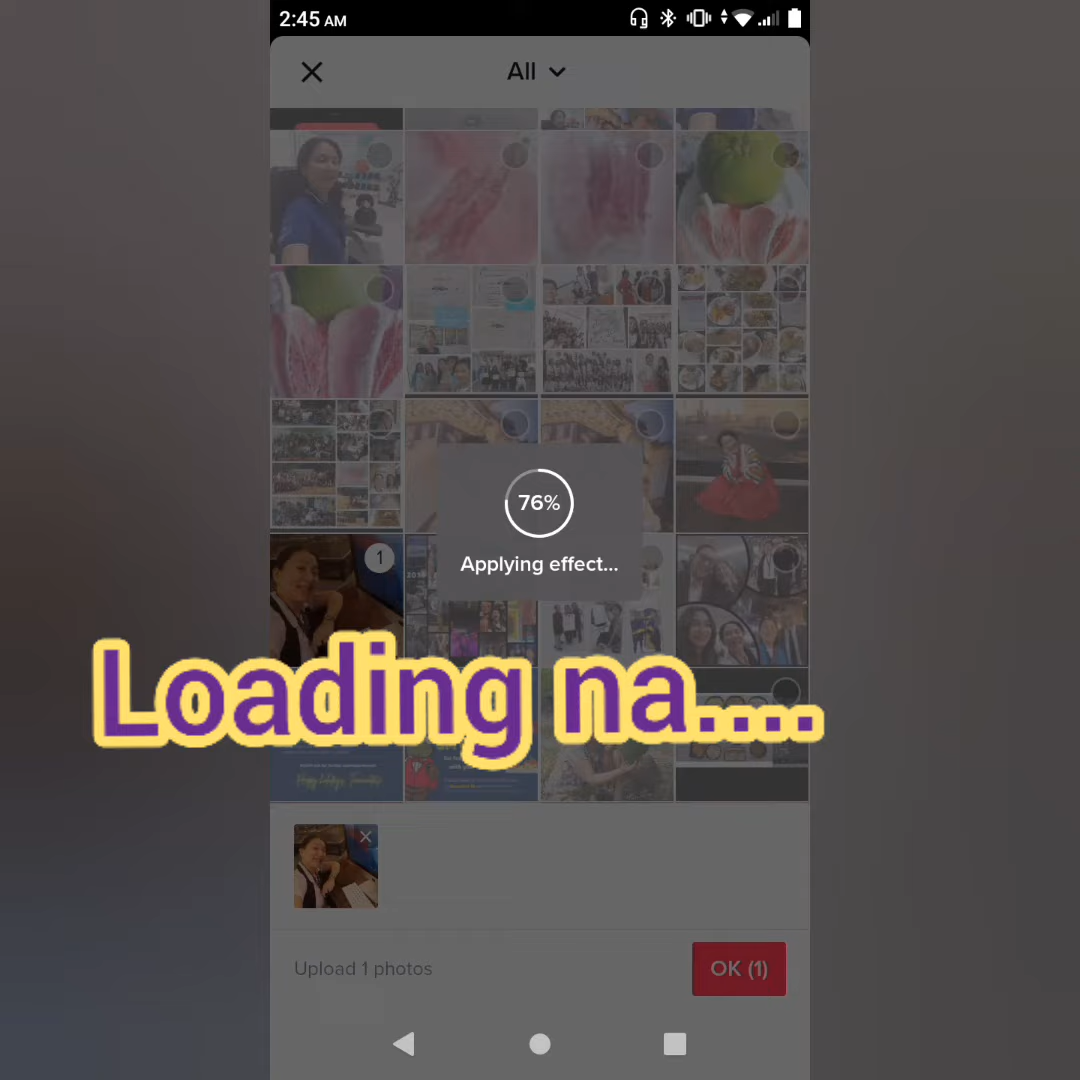 2:45 AM
All
1
76%
Applying effect...
Loading na....
Upload 1 photos
OK (1)